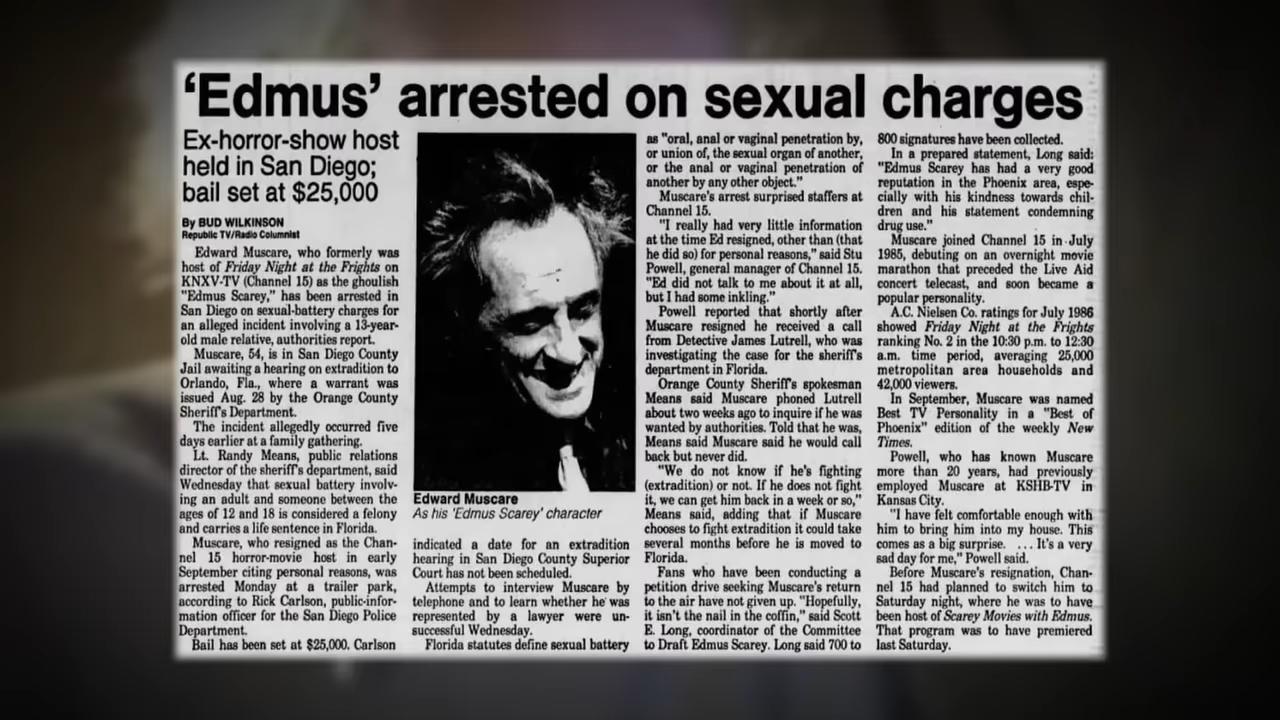 'Edmus' arrested on sexual charges
Ex-horror-show host
held in San Diego;
bail set at $25,000
By BUD WILKINSON
Republic TV/Radio Columnist
Edward Muscare, who formerly was
host of Friday Night at the Frights on
KNXV-TV (Channel 15) as the ghoulish
"Edmus Scarey," has been arrested in
San Diego on sexual-battery charges for
an alleged incident involving a 13-year-
old male relative, authorities report.
Muscare, 54, is in San Diego County
Jail awaiting a hearing on extradition to
Orlando, Fla., where a warrant was
issued Aug. 28 by the Orange County
Sheriff's Department.
The incident allegedly occurred five
days earlier at a family gathering.
Lt. Randy Means, public relations
director of the sheriff's department, said
Wednesday that sexual battery involv-
ing an adult and someone between the
ages of 12 and 18 is considered a felony
and carries a life sentence in Florida.
Muscare, who resigned as the Chan-
nel 15 horror-movie host in early
September citing personal reasons, was
arrested Monday at a trailer park,
according to Rick Carlson, public-infor-
mation officer for the San Diego Police
Department.
Bail has been set at $25,000. Carlson
Edward Muscare
As his 'Edmus Scarey' character
indicated a date for an extradition
hearing in San Diego County Superior
Court has not been scheduled.
Attempts to interview Muscare by
telephone and to learn whether he was
represented by a lawyer were un-
successful Wednesday.
Florida statutes define sexual battery
as "oral, anal or vaginal penetration by,
or union of, the sexual organ of another,
or the anal or vaginal penetration of
another by any other object."
Muscare's arrest surprised staffers at
Channel 15.
"I really had very little information
at the time Ed resigned, other than (that
he did so) for personal reasons," said Stu
Powell, general manager of Channel 15.
"Ed did not talk to me about it at all,
but I had some inkling."
Powell reported that shortly after
Muscare resigned he received a call
from Detective James Lutrell, who was
investigating the case for the sheriff's
department in Florida.
Orange County Sheriff's spokesman
Means said Muscare phoned Lutrell
about two weeks ago to inquire if he was
wanted by authorities. Told that he was,
Means said Muscare said he would call
back but never did.
"We do not know if he's fighting
(extradition) or not. If he does not fight
it, we can get him back in a week or so,"
Means said, adding that if Muscare
chooses to fight extradition it could take
several months before he is moved to
Florida.
Fans who have been conducting a
petition drive seeking Muscare's return
to the air have not given up. "Hopefully,
it isn't the nail in the coffin," said Scott
E. Long, coordinator of the Committee
to Draft Edmus Scarey. Long said 700 to
800 signatures have been collected.
In a prepared statement, Long said:
"Edmus Scarey has had a very good
reputation in the Phoenix area, espe-
cially with his kindness towards chil-
dren and his statement condemning
drug use."
Muscare joined Channel 15 in July
1985, debuting on an overnight movie
marathon that preceded the Live Aid
concert telecast, and soon became a
popular personality.
A.C. Nielsen Co. ratings for July 1986
showed Friday Night at the Frights
ranking No. 2 in the 10:30 p.m. to 12:30
a.m. time period, averaging 25,000
metropolitan area households and
42,000 viewers.
In September, Muscare was named
Best TV Personality in a "Best of
Phoenix" edition of the weekly New
Times.
Powell, who has known Muscare
more than 20 years, had previously
employed Muscare at KSHB-TV in
Kansas City.
"I have felt comfortable enough with
him to bring him into my house. This
comes as a big surprise. ... It's a very
sad day for me," Powell said.
Before Muscare's resignation, Chan-
nel 15 had planned to switch him to
Saturday night, where he was to have
been host of Scarey Movies with Edmus.
That program was to have premiered
last Saturday.